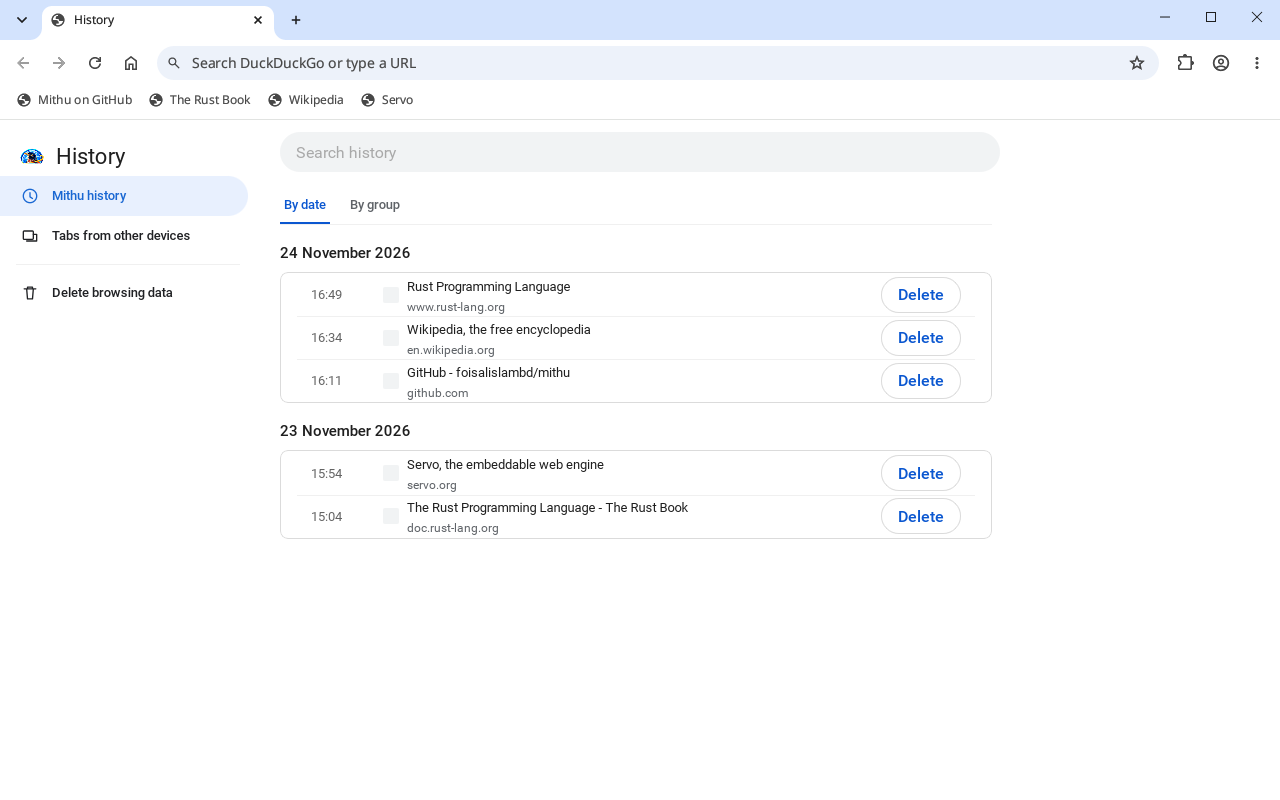 History
Search DuckDuckGo or type a URL
Mithu on GitHub The Rust Book Wikipedia Servo
History
Mithu history
Tabs from other devices
Delete browsing data
Search history
By date By group
24 November 2026
16:49 Rust Programming Language Delete
www.rust-lang.org
16:34 Wikipedia, the free encyclopedia Delete
en.wikipedia.org
16:11 GitHub - foisalislambd/mithu Delete
github.com
23 November 2026
15:54 Servo, the embeddable web engine Delete
servo.org
15:04 The Rust Programming Language - The Rust Book Delete
doc.rust-lang.org